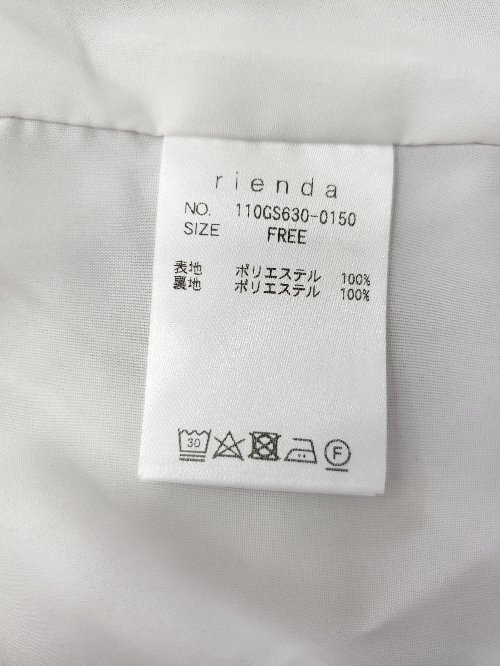 rienda
NO. 110GS630-0150
SIZE FREE
表地 ポリエステル 100%
裏地 ポリエステル 100%
30
F